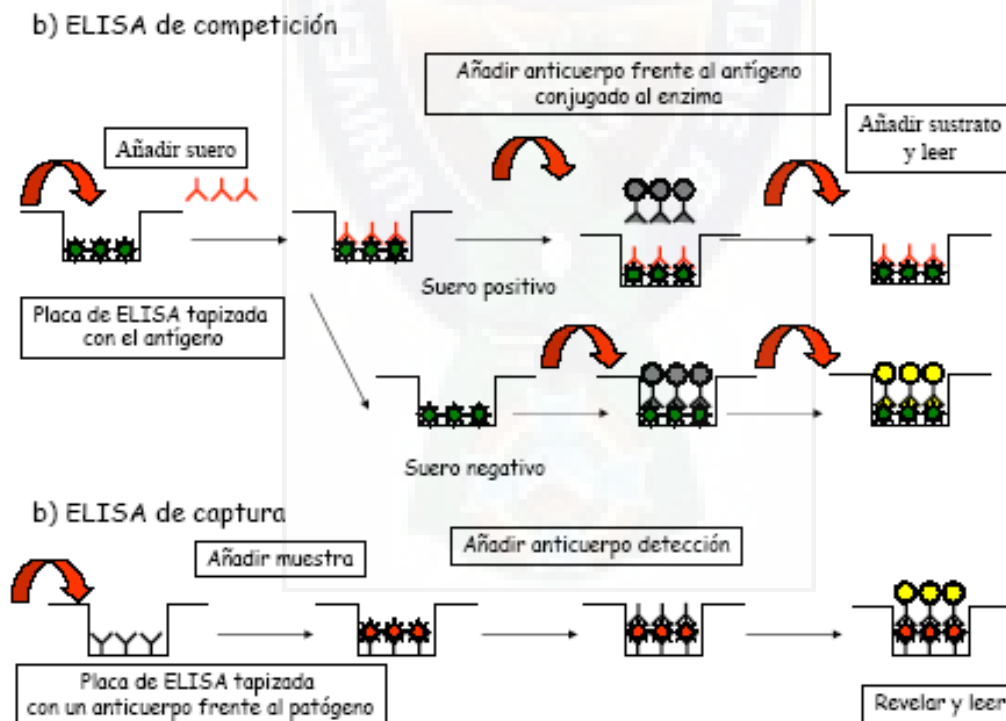 b) ELISA de competición
Añadir anticuerpo frente al antígeno
conjugado al enzima
Añadir sustrato
y leer
Añadir suero
Suero positivo
Placa de ELISA tapizada
con el antígeno
Suero negativo
b) ELISA de captura
Añadir muestra
Añadir anticuerpo detección
Placa de ELISA tapizada
con un anticuerpo frente al patógeno
Revelar y leer